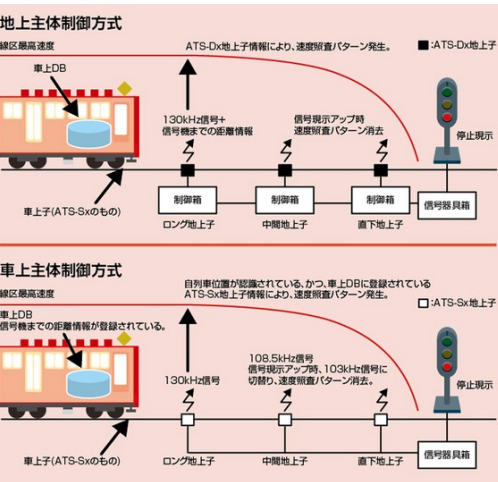 地上主体制御方式
線区最高速度
ATS-Dx地上子情報により、速度照査パターン発生。
■:ATS-Dx地上子
車上DB
130kHz信号+
信号機までの距離情報
信号現示アップ時
速度照査パターン消去
停止現示
制御箱
制御箱
制御箱
信号器具箱
車上子(ATS-Sxのもの)
ロング地上子
中間地上子
直下地上子
車上主体制御方式
線区最高速度
自列車位置が認識されている、かつ、車上DBに登録されている
ATS-Sx地上子情報により、速度照査パターン発生。
□:ATS-Sx地上子
車上DB
信号機までの距離情報が登録されている。
130kHz信号
108.5kHz信号
信号現示アップ時、103kHz信号に
切替り、速度照査パターン消去。
停止現示
車上子(ATS-Sxのもの)
ロング地上子
中間地上子
直下地上子
信号器具箱